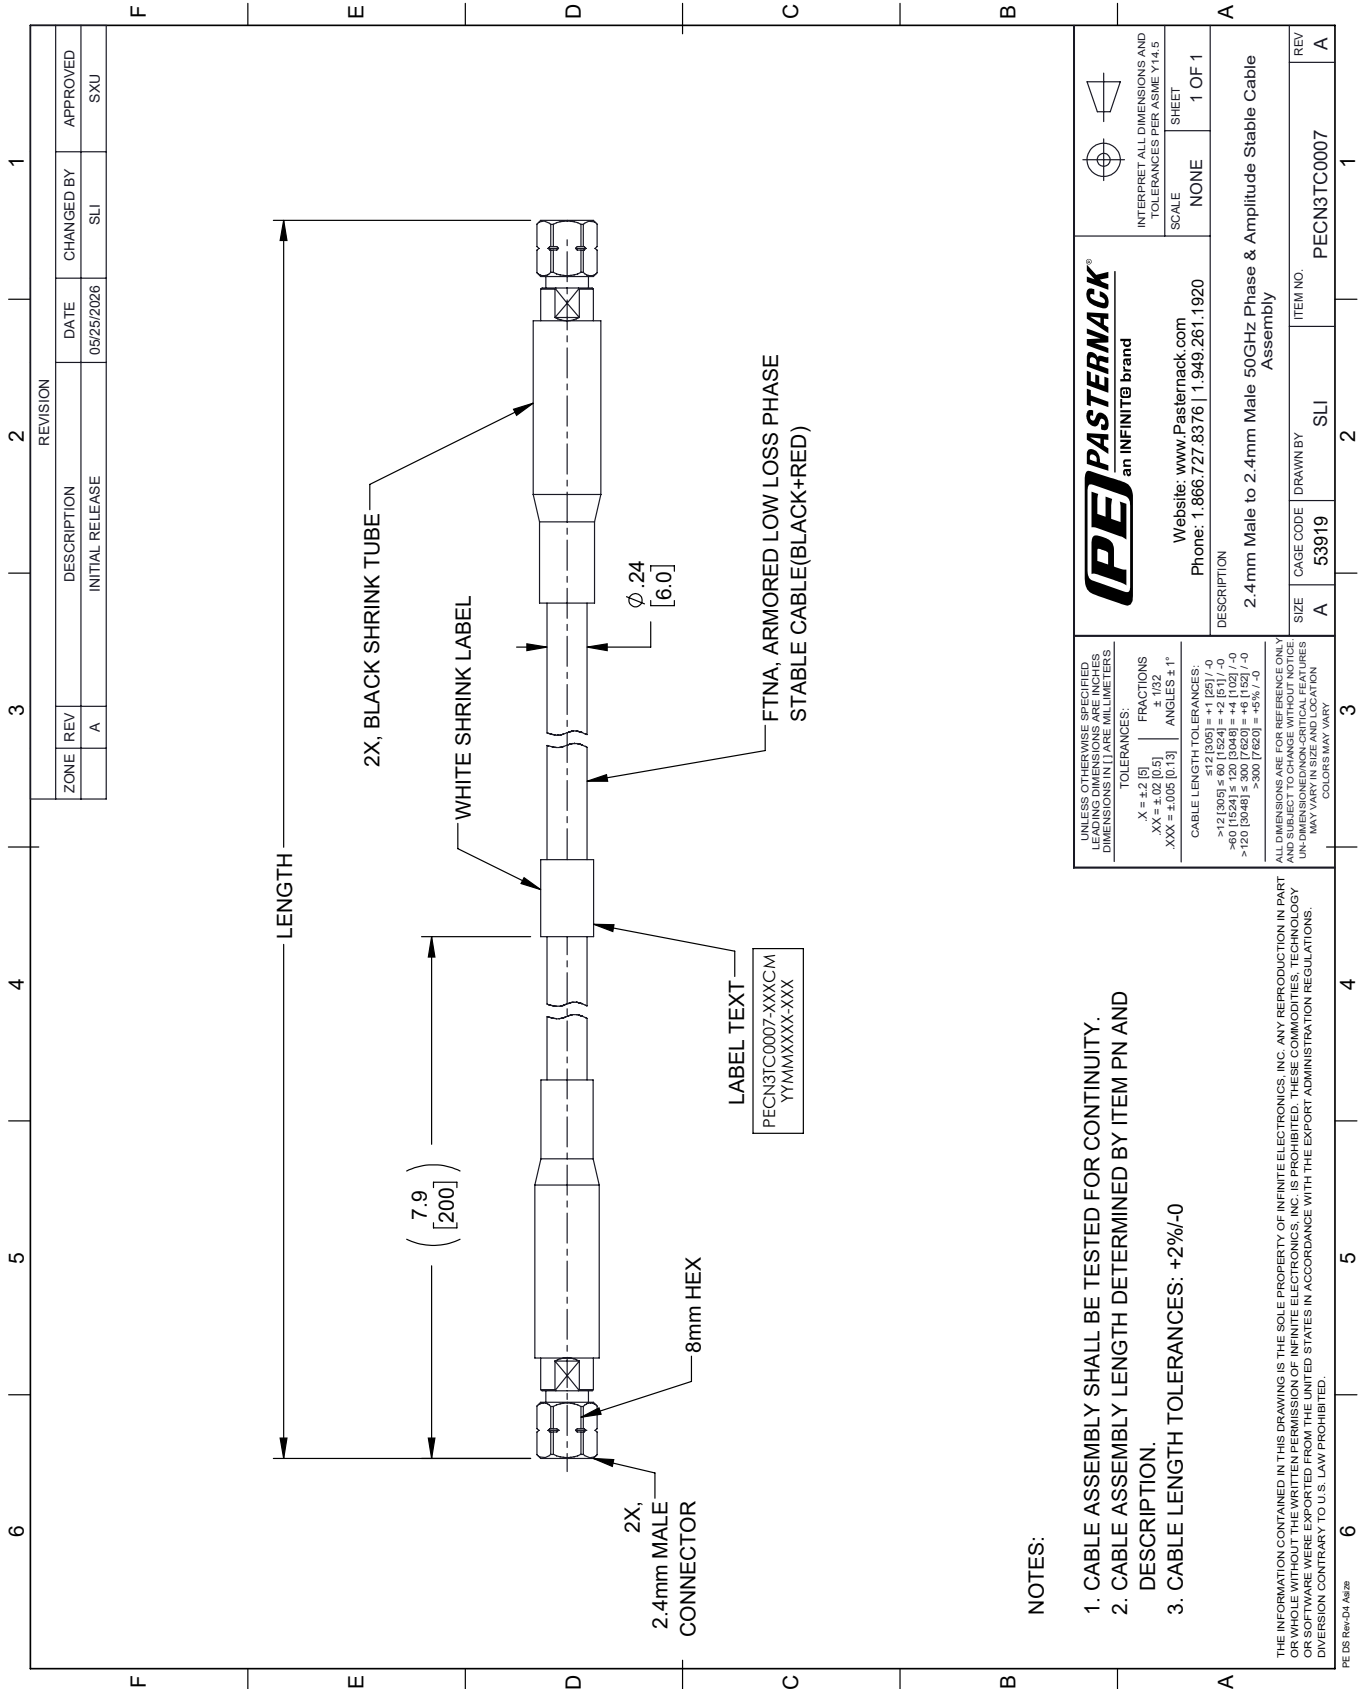 6
5
4
3
2
1
F
E
D
C
B
A
F
E
D
C
B
A
REVISION
ZONE REV DESCRIPTION DATE CHANGED BY APPROVED
A INITIAL RELEASE 05/25/2026 SLI SXU
LENGTH
( 7.9 )
[200]
2X, BLACK SHRINK TUBE
WHITE SHRINK LABEL
⌀.24
[6.0]
2X,
2.4mm MALE
CONNECTOR
8mm HEX
LABEL TEXT
PECN3TC0007-XXXCM
YYMMXXXX-XXX
FTNA, ARMORED LOW LOSS PHASE
STABLE CABLE(BLACK+RED)
NOTES:
1. CABLE ASSEMBLY SHALL BE TESTED FOR CONTINUITY.
2. CABLE ASSEMBLY LENGTH DETERMINED BY ITEM PN AND
DESCRIPTION.
3. CABLE LENGTH TOLERANCES: +2%/-0
THE INFORMATION CONTAINED IN THIS DRAWING IS THE SOLE PROPERTY OF INFINITE ELECTRONICS, INC. ANY REPRODUCTION IN PART
OR WHOLE WITHOUT THE WRITTEN PERMISSION OF INFINITE ELECTRONICS, INC. IS PROHIBITED. THESE COMMODITIES, TECHNOLOGY
OR SOFTWARE WERE EXPORTED FROM THE UNITED STATES IN ACCORDANCE WITH THE EXPORT ADMINISTRATION REGULATIONS.
DIVERSION CONTRARY TO U.S. LAW PROHIBITED.
UNLESS OTHERWISE SPECIFIED
LEADING DIMENSIONS ARE INCHES
DIMENSIONS IN [ ] ARE MILLIMETERS
TOLERANCES:
.X = ±.2 [5] FRACTIONS
.XX = ±.02 [0.5] ± 1/32
.XXX = ±.005 [0.13] ANGLES ± 1°
CABLE LENGTH TOLERANCES:
≤12 [305] = +1 [25] / -0
>12 [305] ≤ 60 [1524] = +2 [51] / -0
>60 [1524] ≤ 120 [3048] = +4 [102] / -0
>120 [3048] ≤ 300 [7620] = +6 [152] / -0
>300 [7620] = +5% / -0
ALL DIMENSIONS ARE FOR REFERENCE ONLY
AND SUBJECT TO CHANGE WITHOUT NOTICE.
UN-DIMENSIONED/NON-CRITICAL FEATURES
MAY VARY IN SIZE AND LOCATION
COLORS MAY VARY
PE PASTERNACK®
an INFINIT@ brand
Website: www.Pasternack.com
Phone: 1.866.727.8376 | 1.949.261.1920
INTERPRET ALL DIMENSIONS AND
TOLERANCES PER ASME Y14.5
SCALE SHEET
NONE 1 OF 1
DESCRIPTION
2.4mm Male to 2.4mm Male 50GHz Phase & Amplitude Stable Cable
Assembly
SIZE CAGE CODE DRAWN BY ITEM NO. REV
A 53919 SLI PECN3TC0007 A
6
5
4
3
2
1
PE DS Rev-D4 Asize